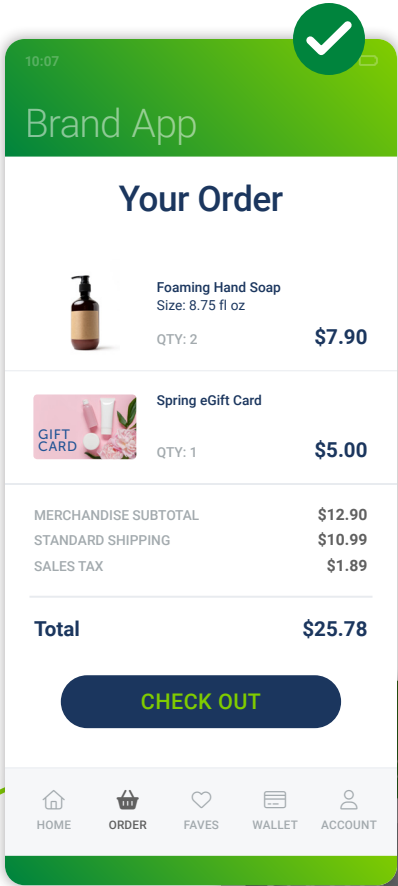 10:07
Brand App
Your Order
Foaming Hand Soap
Size: 8.75 fl oz
QTY: 2 $7.90
Spring eGift Card
GIFT
CARD
QTY: 1 $5.00
MERCHANDISE SUBTOTAL $12.90
STANDARD SHIPPING $10.99
SALES TAX $1.89
Total $25.78
CHECK OUT
HOME ORDER FAVES WALLET ACCOUNT